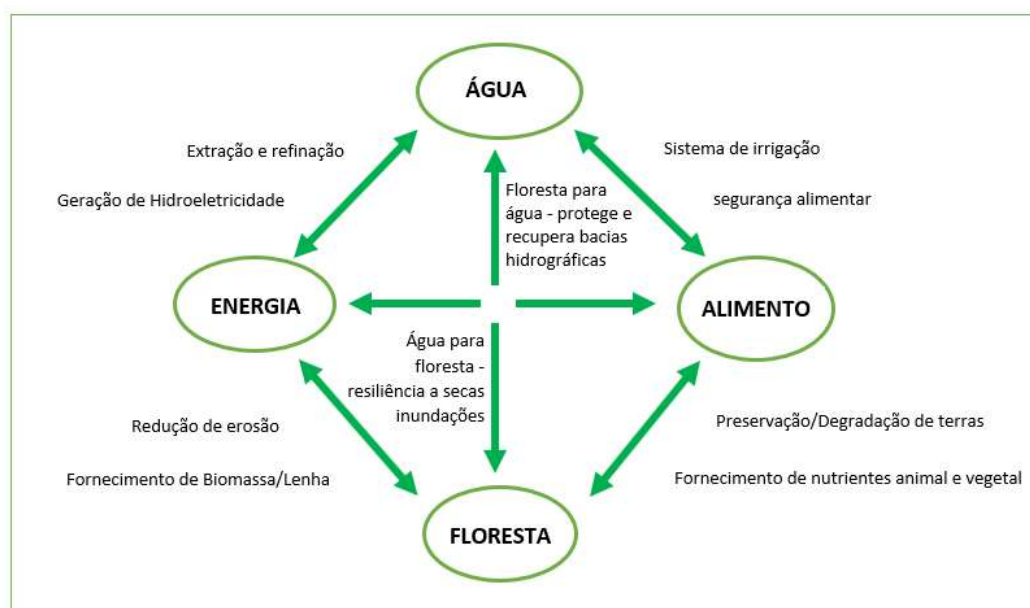 ÁGUA
Extração e refinação
Geração de Hidroeletricidade
Sistema de irrigação
segurança alimentar
Floresta para
água - protege e
recupera bacias
hidrográficas
ENERGIA
ALIMENTO
Água para
floresta -
resiliência a secas
inundações
Redução de erosão
Fornecimento de Biomassa/Lenha
Preservação/Degradação de terras
Fornecimento de nutrientes animal e vegetal
FLORESTA